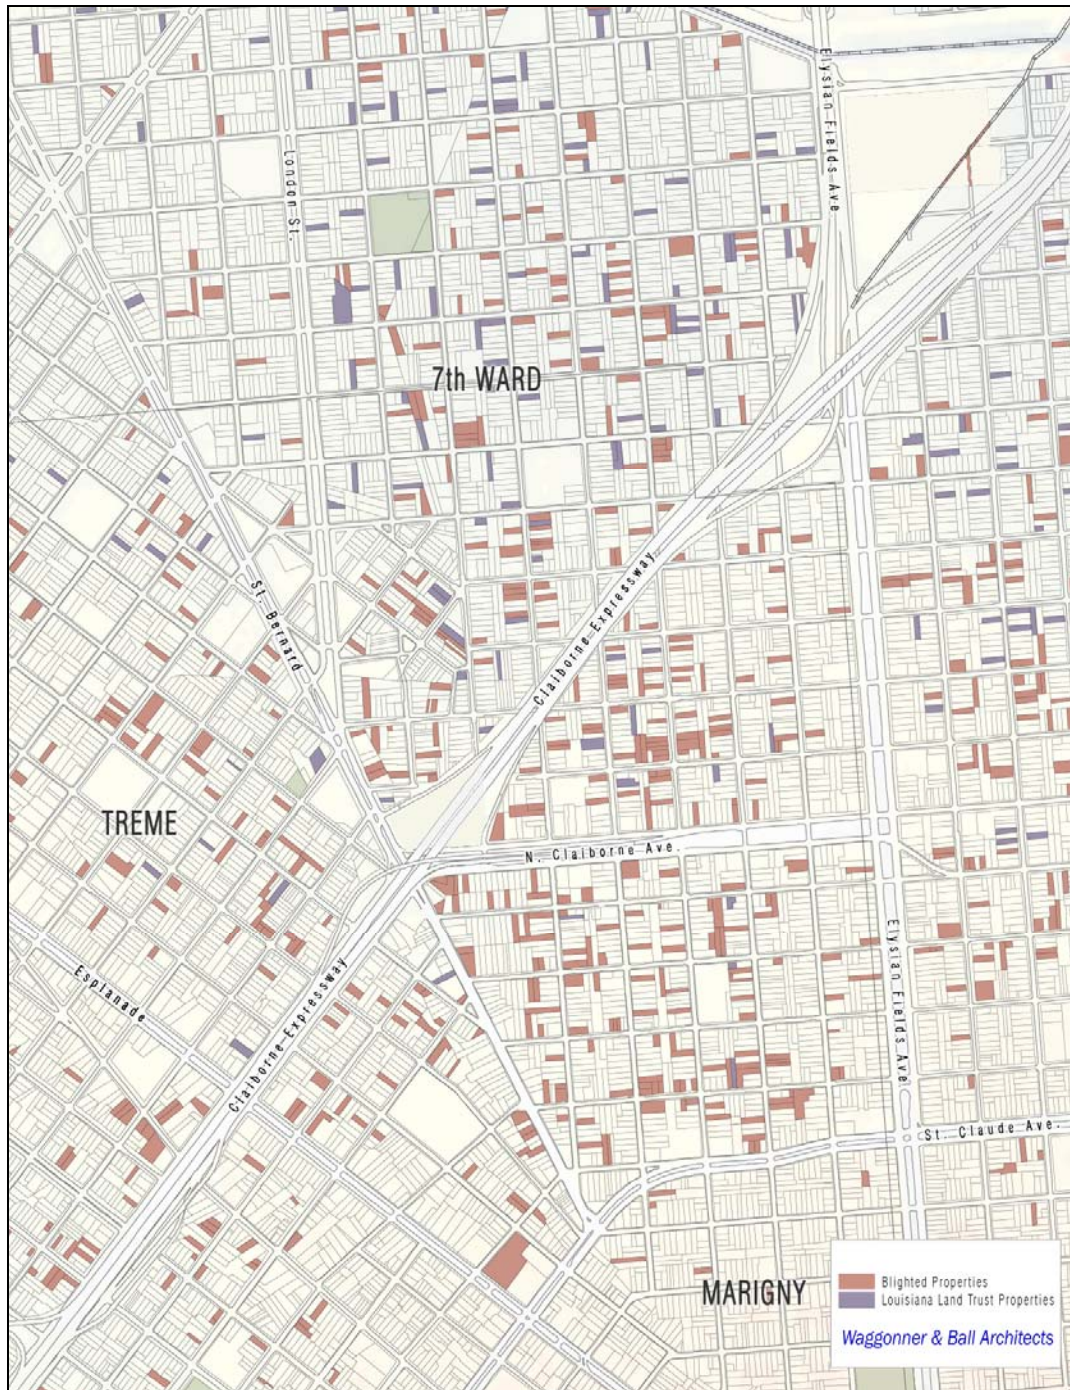 Elysian Fields Ave
London St.
7th WARD
St. Bernard
Claiborne Expressway
TREME
N. Claiborne Ave.
Esplanade
Claiborne Expressway
Elysian Fields Ave
St. Claude Ave.
MARIGNY
Blighted Properties
Louisiana Land Trust Properties
Waggonner & Ball Architects